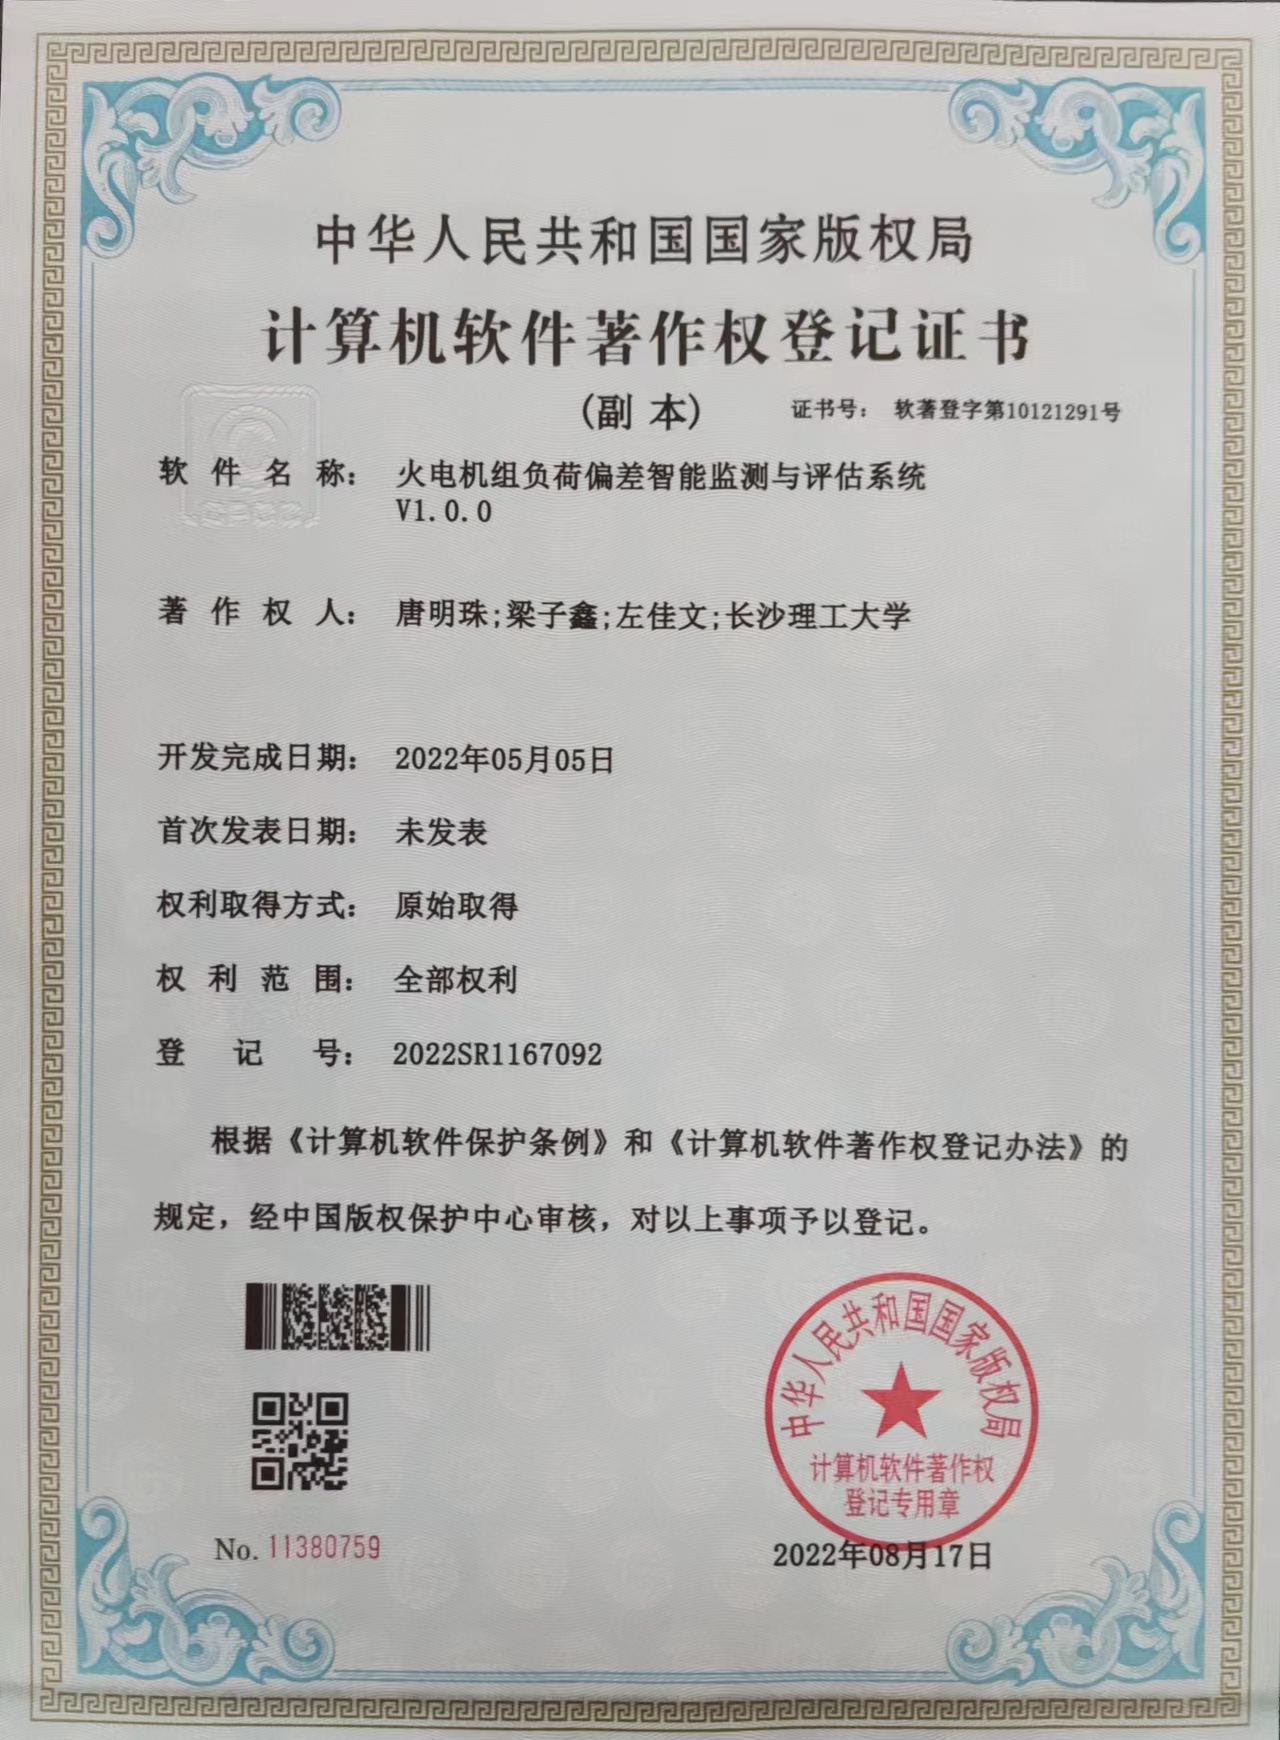 中华人民共和国国家版权局
计算机软件著作权登记证书
(副本)
证书号： 软著登字第10121291号
软件名称： 火电机组负荷偏差智能监测与评估系统
V1.0.0
著作权人： 唐明珠;梁子鑫;左佳文;长沙理工大学
开发完成日期： 2022年05月05日
首次发表日期： 未发表
权利取得方式： 原始取得
权利范围： 全部权利
登记号： 2022SR1167092
根据《计算机软件保护条例》和《计算机软件著作权登记办法》的
规定，经中国版权保护中心审核，对以上事项予以登记。
中华人民共和国国家版权局
计算机软件著作权
登记专用章
No. 11380759
2022年08月17日